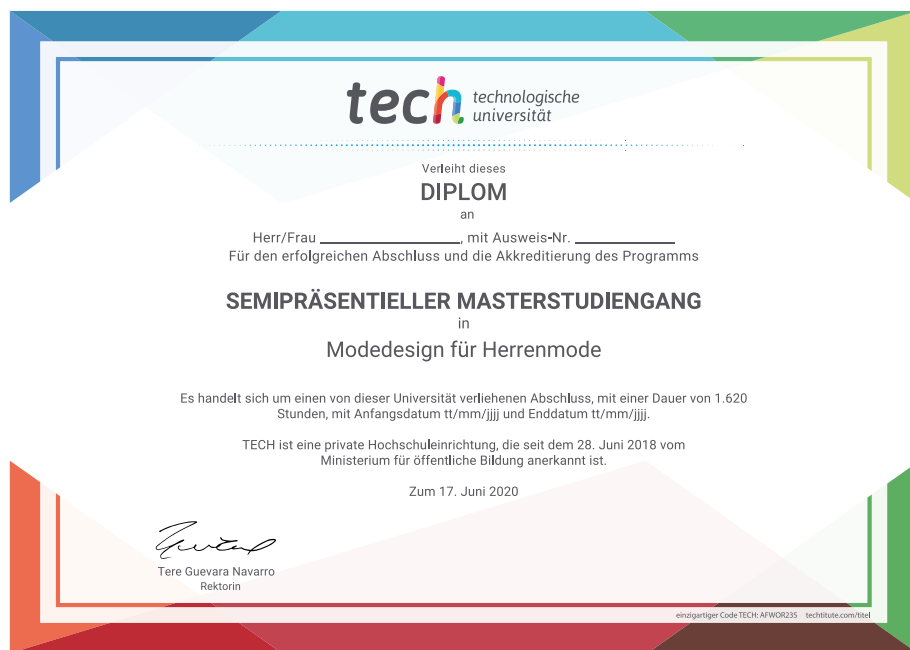 tech technologische
universität
Verleiht dieses
DIPLOM
an
Herr/Frau ____________________, mit Ausweis-Nr. ______________
Für den erfolgreichen Abschluss und die Akkreditierung des Programms
SEMIPRÄSENTIELLER MASTERSTUDIENGANG
in
Modedesign für Herrenmode
Es handelt sich um einen von dieser Universität verliehenen Abschluss, mit einer Dauer von 1.620
Stunden, mit Anfangsdatum tt/mm/jjjj und Enddatum tt/mm/jjjj.
TECH ist eine private Hochschuleinrichtung, die seit dem 28. Juni 2018 vom
Ministerium für öffentliche Bildung anerkannt ist.
Zum 17. Juni 2020
Tere Guevara Navarro
Rektorin
einzigartiger Code TECH: AFWOR23S techtitute.com/titel